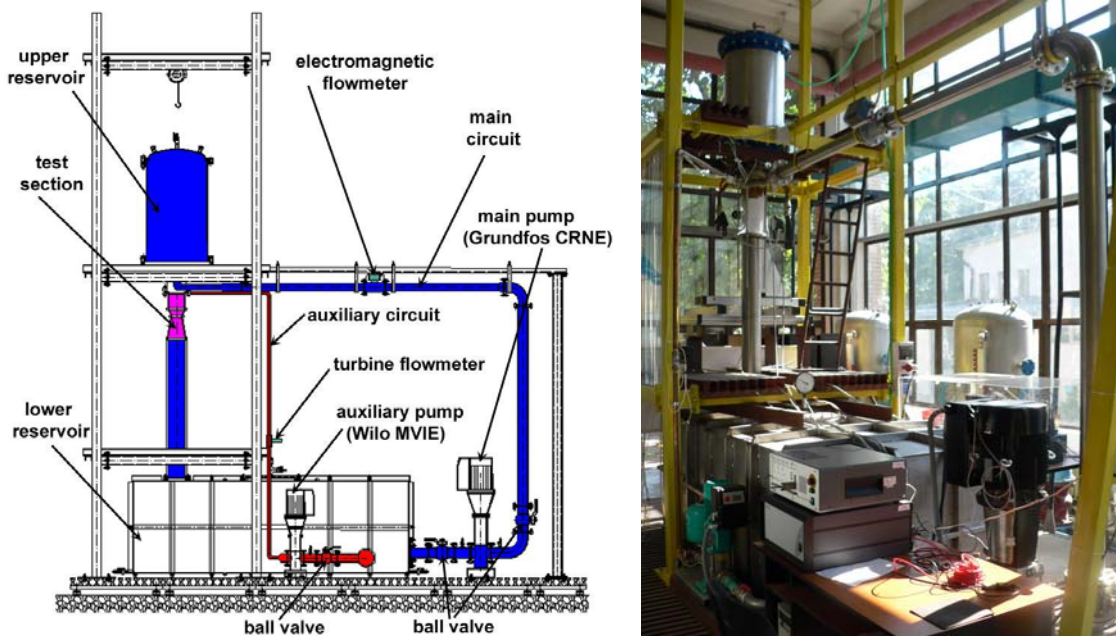 upper
reservoir
electromagnetic
flowmeter
main
circuit
test
section
main pump
(Grundfos CRNE)
auxiliary circuit
turbine flowmeter
auxiliary pump
(Wilo MVIE)
lower
reservoir
ball valve
ball valve